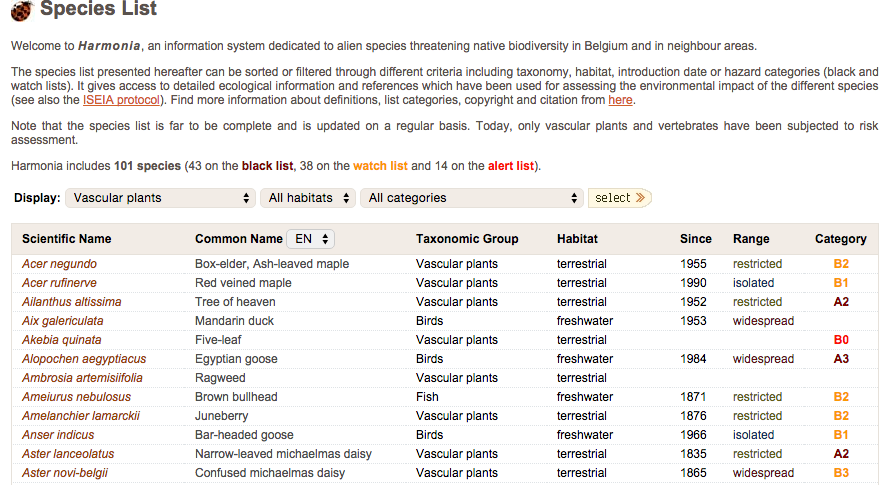 Species List
Welcome to Harmonia, an information system dedicated to alien species threatening native biodiversity in Belgium and in neighbour areas.
The species list presented hereafter can be sorted or filtered through different criteria including taxonomy, habitat, introduction date or hazard categories (black and
watch lists). It gives access to detailed ecological information and references which have been used for assessing the environmental impact of the different species
(see also the ISEIA protocol). Find more information about definitions, list categories, copyright and citation from here.
Note that the species list is far to be complete and is updated on a regular basis. Today, only vascular plants and vertebrates have been subjected to risk
assessment.
Harmonia includes 101 species (43 on the black list, 38 on the watch list and 14 on the alert list).
Display: Vascular plants All habitats All categories select
Scientific Name Common Name EN Taxonomic Group Habitat Since Range Category
Acer negundo Box-elder, Ash-leaved maple Vascular plants terrestrial 1955 restricted B2
Acer rufinerve Red veined maple Vascular plants terrestrial 1990 isolated B1
Ailanthus altissima Tree of heaven Vascular plants terrestrial 1952 restricted A2
Aix galericulata Mandarin duck Birds freshwater 1953 widespread
Akebia quinata Five-leaf Vascular plants terrestrial B0
Alopochen aegyptiacus Egyptian goose Birds freshwater 1984 widespread A3
Ambrosia artemisiifolia Ragweed Vascular plants terrestrial
Ameiurus nebulosus Brown bullhead Fish freshwater 1871 restricted B2
Amelanchier lamarckii Juneberry Vascular plants terrestrial 1876 restricted B2
Anser indicus Bar-headed goose Birds freshwater 1966 isolated B1
Aster lanceolatus Narrow-leaved michaelmas daisy Vascular plants terrestrial 1835 restricted A2
Aster novi-belgii Confused michaelmas daisy Vascular plants terrestrial 1865 widespread B3